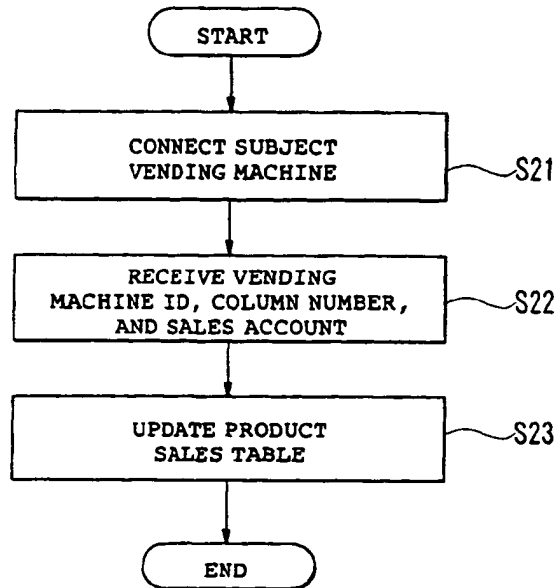 START
CONNECT SUBJECT
VENDING MACHINE
S21
RECEIVE VENDING
MACHINE ID, COLUMN NUMBER,
AND SALES ACCOUNT
S22
UPDATE PRODUCT
SALES TABLE
S23
END